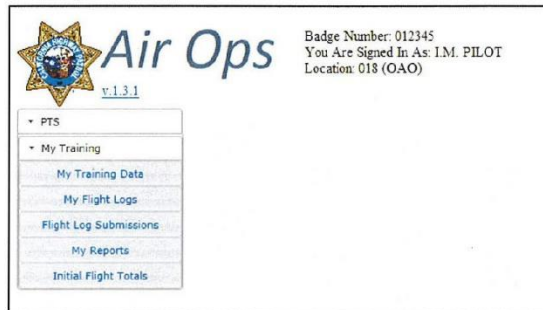 Air Ops
v.1.3.1
Badge Number: 012345
You Are Signed In As: I.M. PILOT
Location: 018 (OAO)
PTS
My Training
My Training Data
My Flight Logs
Flight Log Submissions
My Reports
Initial Flight Totals